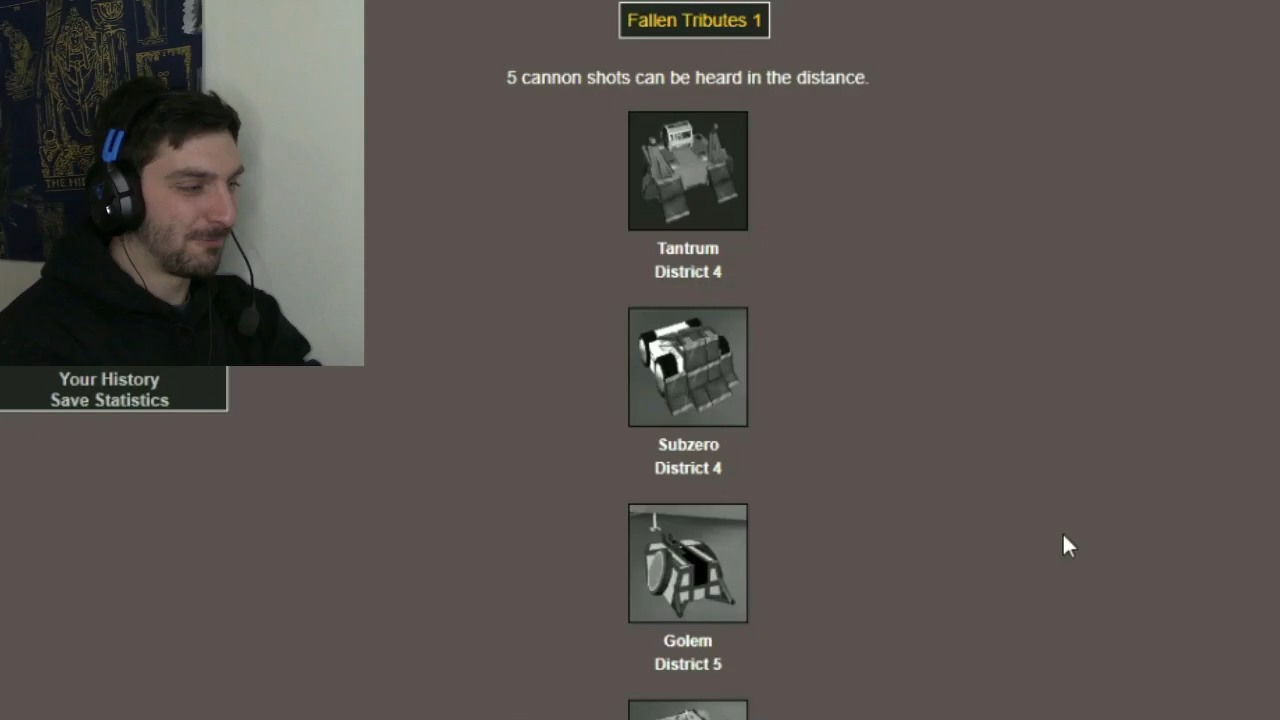 Fallen Tributes 1
5 cannon shots can be heard in the distance.
Tantrum
District 4
Subzero
District 4
Golem
District 5
Your History
Save Statistics